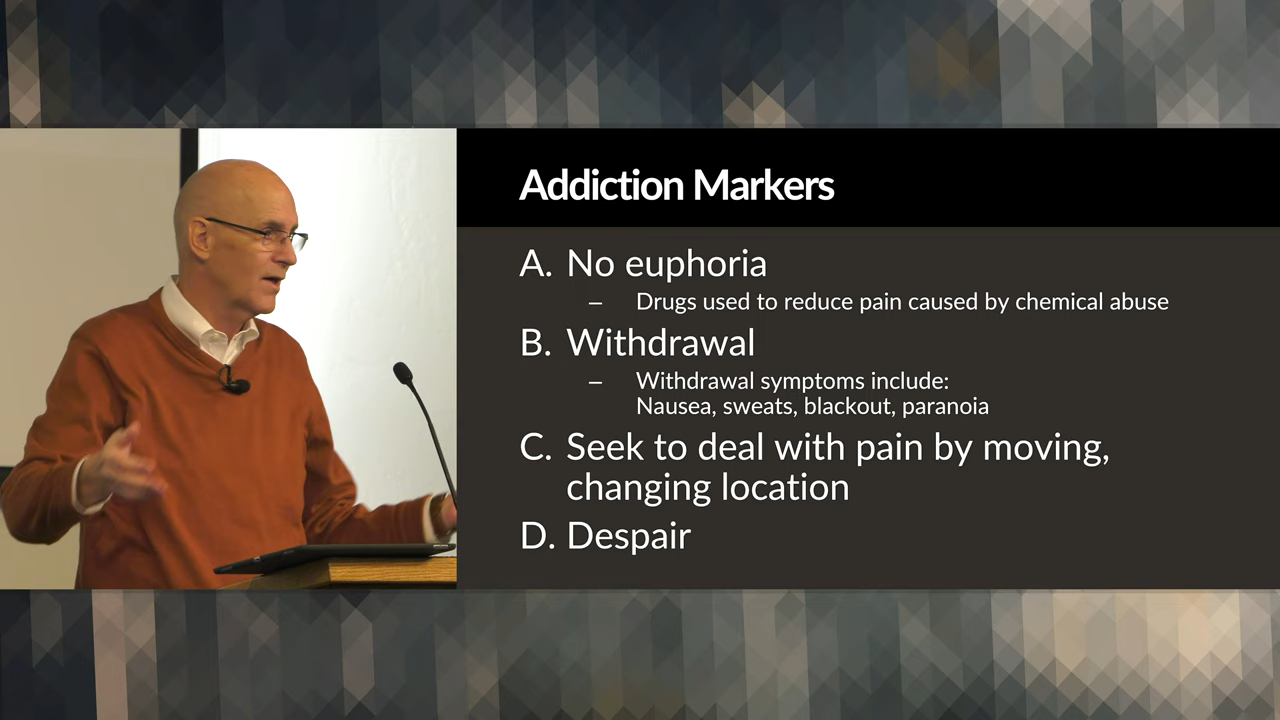 Addiction Markers
A. No euphoria
– Drugs used to reduce pain caused by chemical abuse
B. Withdrawal
– Withdrawal symptoms include:
Nausea, sweats, blackout, paranoia
C. Seek to deal with pain by moving,
changing location
D. Despair